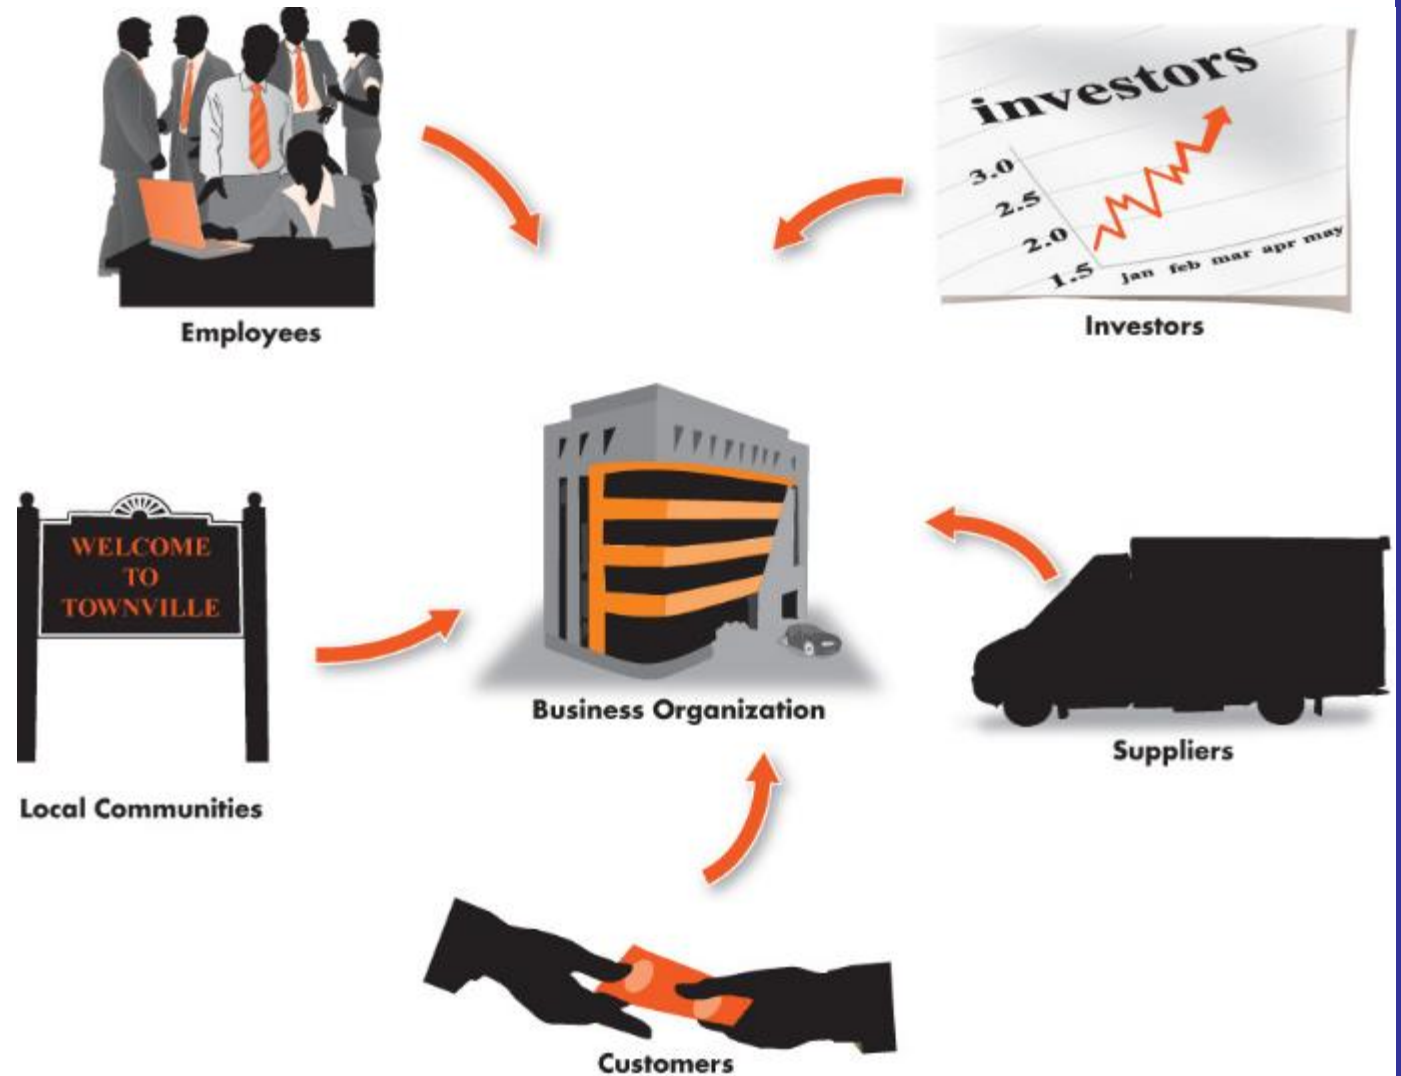 investors
3.0
2.5
2.0
1.5
jan feb mar apr may
Employees
Investors
WELCOME
TO
TOWNVILLE
Business Organization
Suppliers
Local Communities
Customers